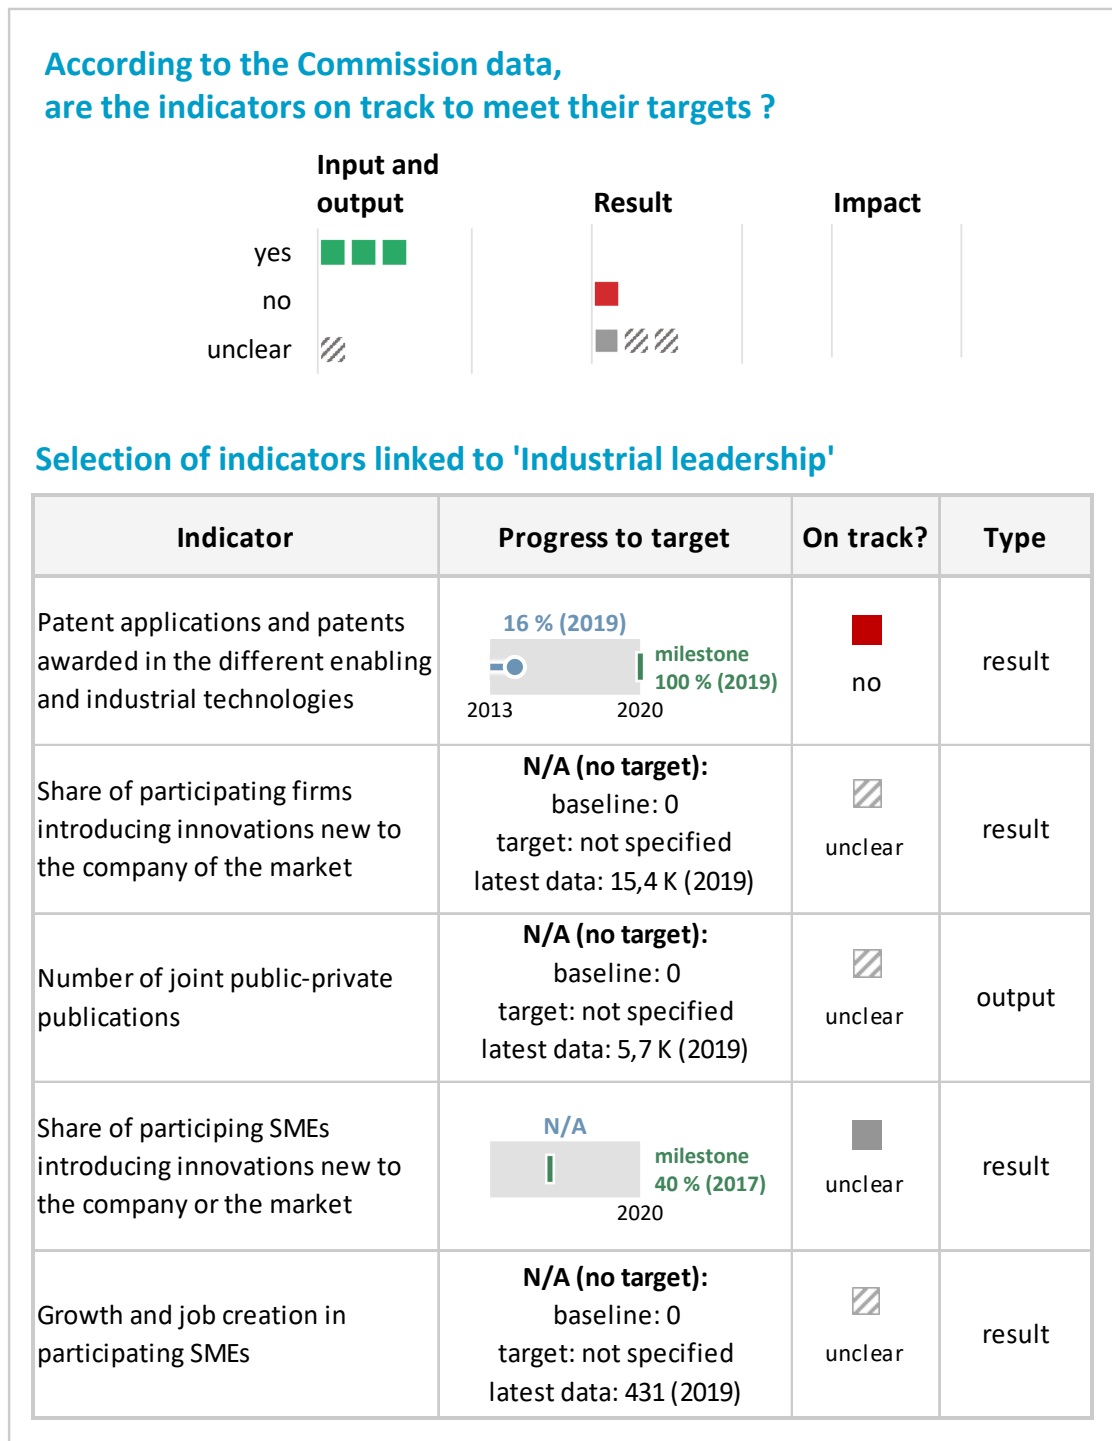 According to the Commission data,
are the indicators on track to meet their targets ?
Input and
output
Result
Impact
yes
no
unclear
Selection of indicators linked to 'Industrial leadership'
Indicator
Progress to target
On track?
Type
Patent applications and patents
awarded in the different enabling
and industrial technologies
16 % (2019)
milestone
100 % (2019)
2013
2020
no
result
Share of participating firms
introducing innovations new to
the company of the market
N/A (no target):
baseline: 0
target: not specified
latest data: 15,4 K (2019)
unclear
result
Number of joint public-private
publications
N/A (no target):
baseline: 0
target: not specified
latest data: 5,7 K (2019)
unclear
output
Share of participing SMEs
introducing innovations new to
the company or the market
N/A
milestone
40 % (2017)
2020
unclear
result
Growth and job creation in
participating SMEs
N/A (no target):
baseline: 0
target: not specified
latest data: 431 (2019)
unclear
result